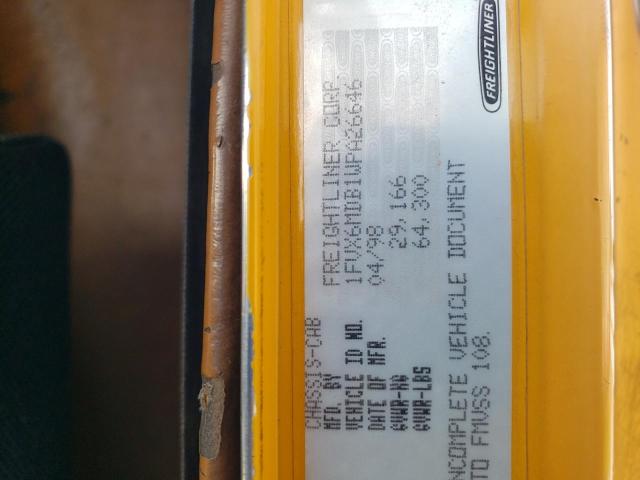 FREIGHTLINER
CHASSIS-CAB
MFD. BY FREIGHTLINER CORP.
VEHICLE ID NO. 1FVX6MDB1WPA26646
DATE OF MFR. 04/98
GVWR-KG 29,166
GVWR-LBS 64,300
NCOMPLETE VEHICLE DOCUMENT
TO FMVSS 108.